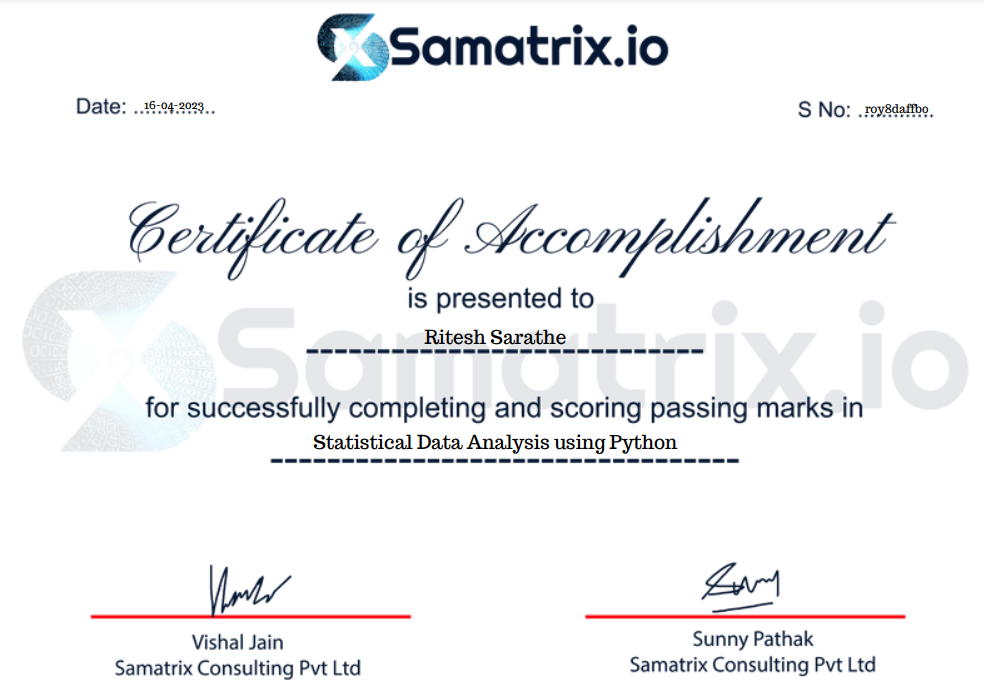 Samatrix.io
Date: ..16-04-2023..
S No: ..roy8daffbo..
Certificate of Accomplishment
is presented to
Samatrix.io
Ritesh Sarathe
for successfully completing and scoring passing marks in
Statistical Data Analysis using Python
Vishal Jain
Samatrix Consulting Pvt Ltd
Sunny Pathak
Samatrix Consulting Pvt Ltd